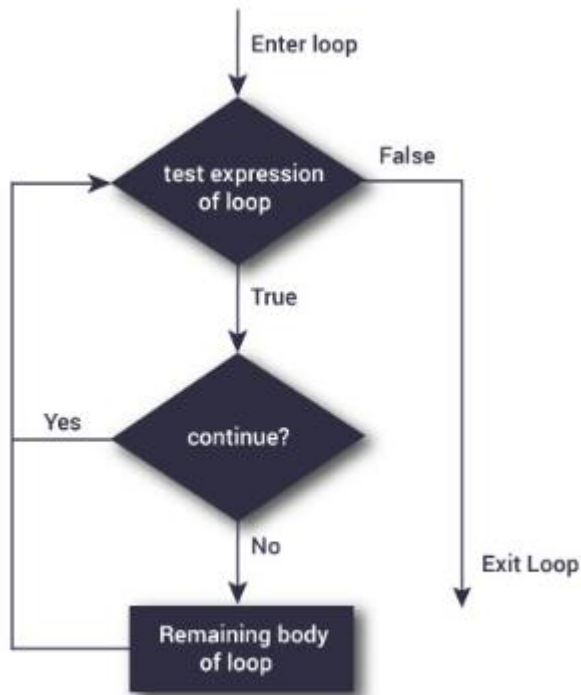 Enter loop
test expression
of loop
False
True
Yes
continue?
No
Exit Loop
Remaining body
of loop